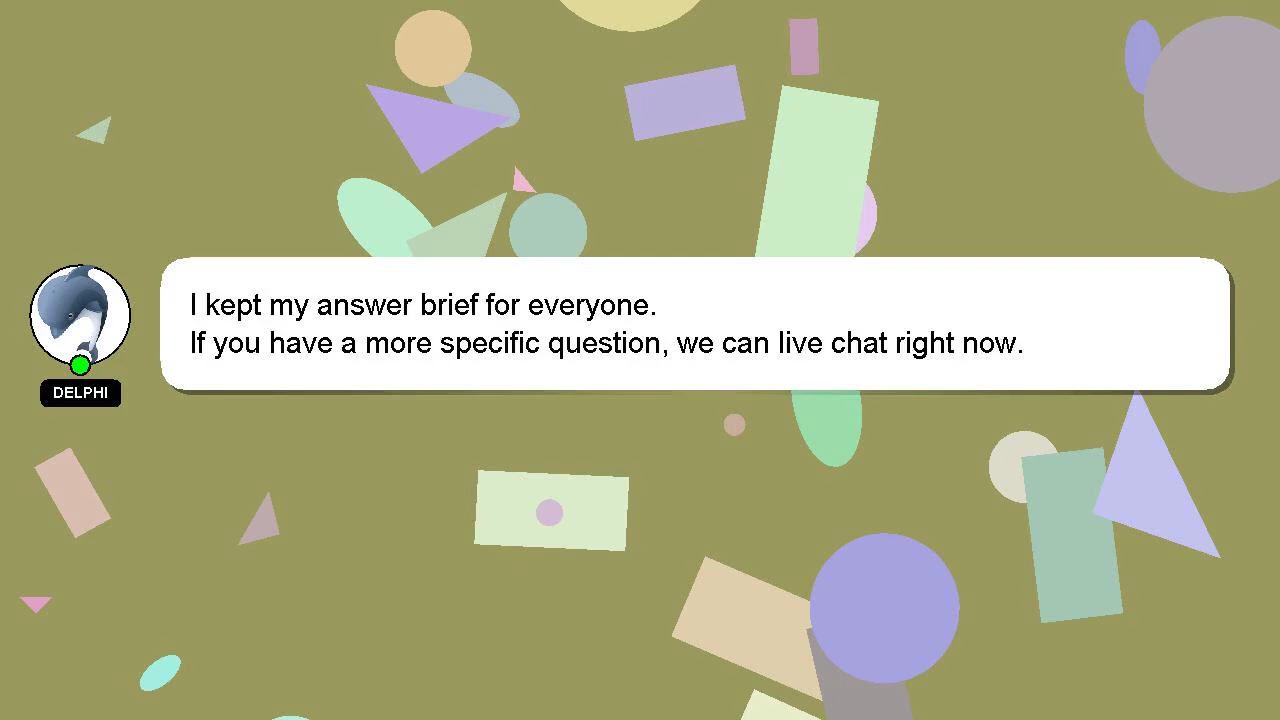 I kept my answer brief for everyone.
If you have a more specific question, we can live chat right now.
DELPHI